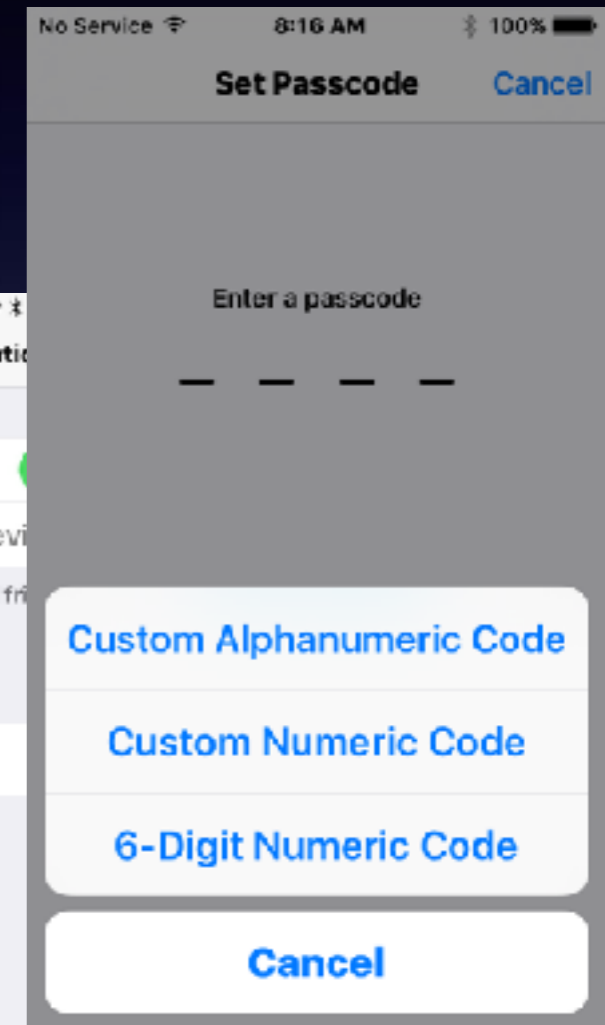 No Service 8:16 AM 100%
Set Passcode Cancel
Enter a passcode
Custom Alphanumeric Code
Custom Numeric Code
6-Digit Numeric Code
Cancel